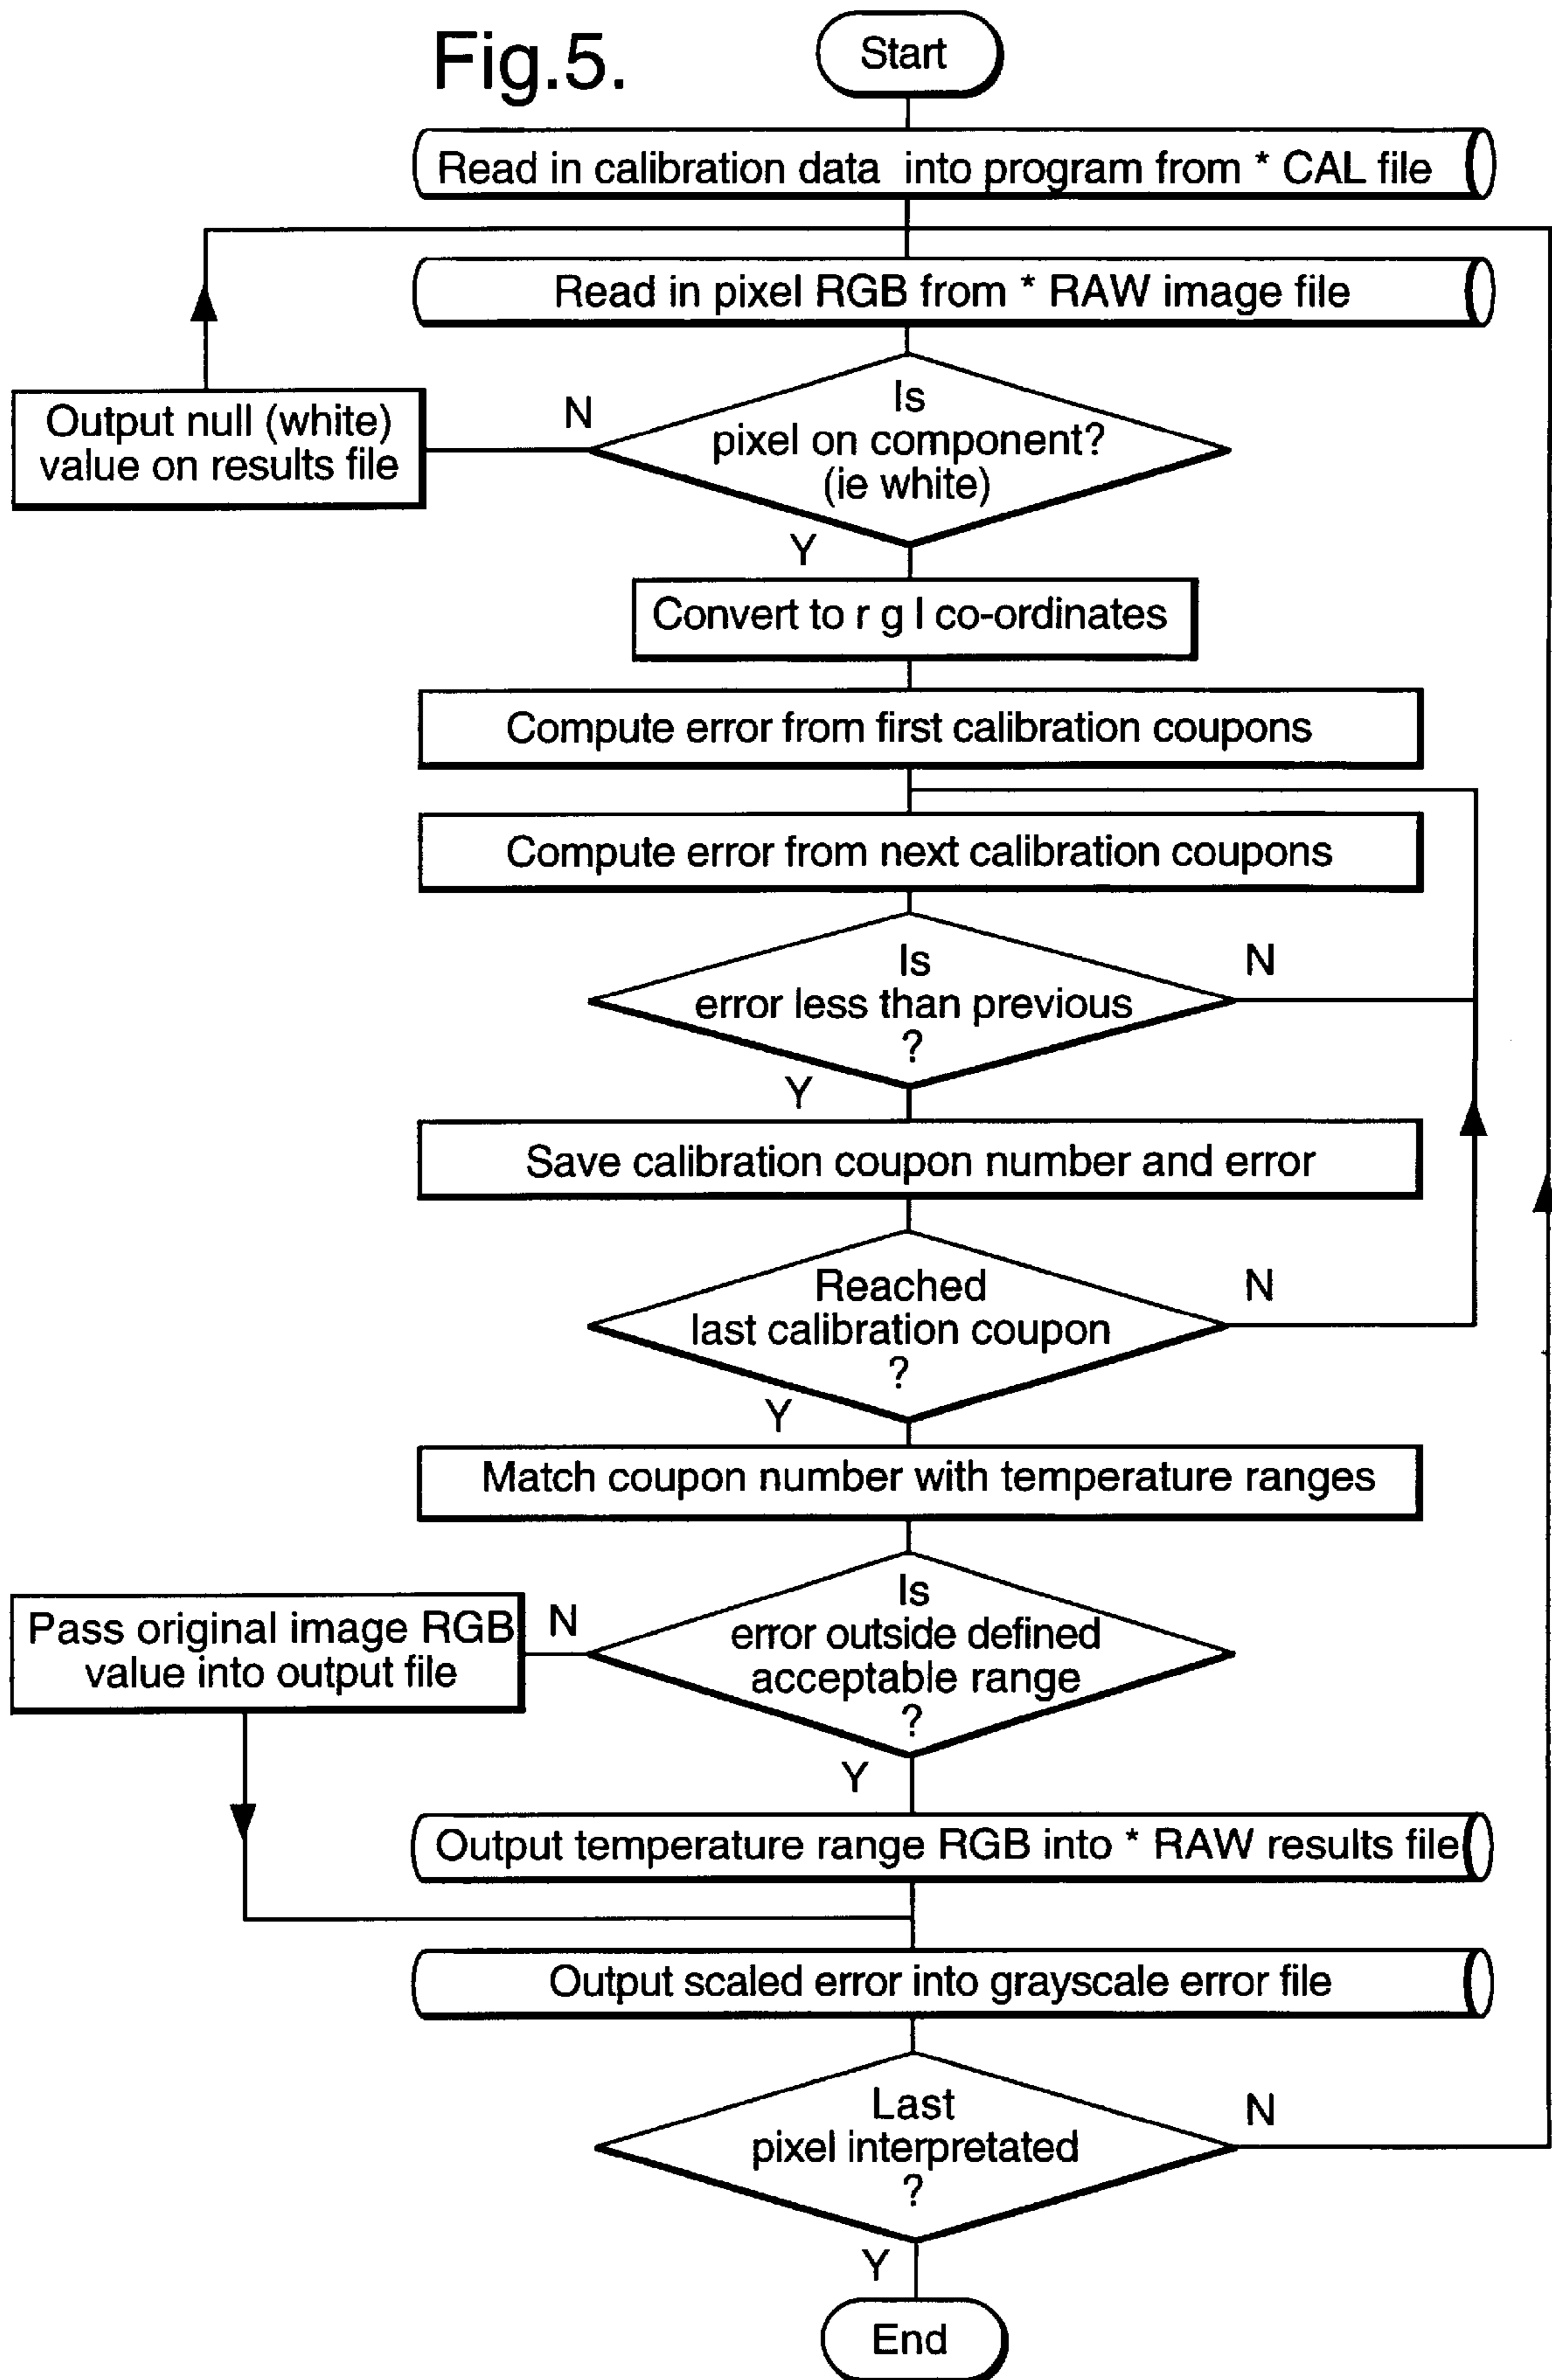 Fig.5.
Start
Read in calibration data into program from * CAL file
Read in pixel RGB from * RAW image file
Output null (white)
value on results file
N
Is
pixel on component?
(ie white)
Y
Convert to r g l co-ordinates
Compute error from first calibration coupons
Compute error from next calibration coupons
Is
error less than previous
?
N
Y
Save calibration coupon number and error
Reached
last calibration coupon
?
N
Y
Match coupon number with temperature ranges
Pass original image RGB
value into output file
N
Is
error outside defined
acceptable range
?
Y
Output temperature range RGB into * RAW results file
Output scaled error into grayscale error file
Last
pixel interpretated
?
N
Y
End